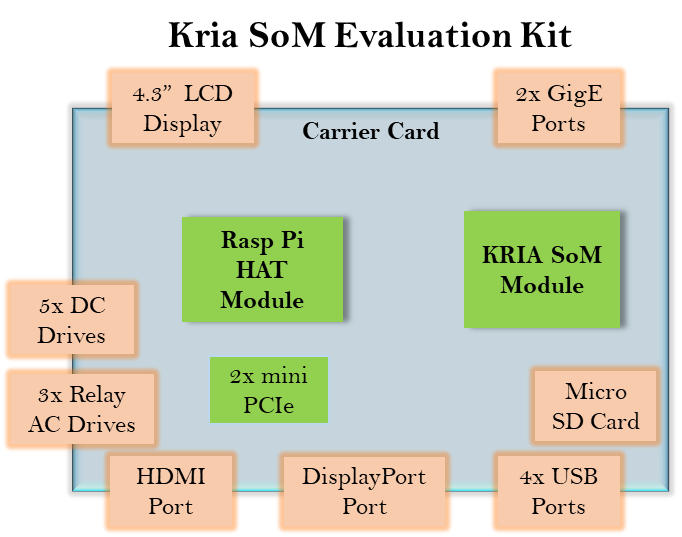 Kria SoM Evaluation Kit
4.3” LCD
Display
2x GigE
Ports
Carrier Card
Rasp Pi
HAT
Module
KRIA SoM
Module
5x DC
Drives
2x mini
PCIe
3x Relay
AC Drives
Micro
SD Card
HDMI
Port
DisplayPort
Port
4x USB
Ports